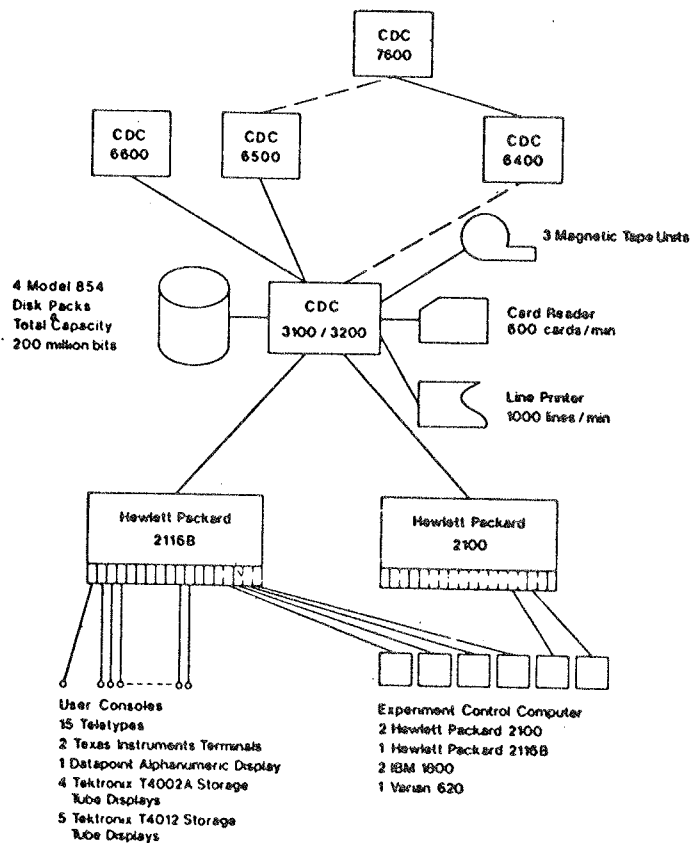 CDC
7600
CDC
6600
CDC
6500
CDC
6400
3 Magnetic Tape Units
4 Model 854
Disk Packs
Total Capacity
200 million bits
CDC
3100 / 3200
Card Reader
600 cards/min
Line Printer
1000 lines/min
Hewlett Packard
2116B
Hewlett Packard
2100
User Consoles
15 Teletypes
2 Texas Instruments Terminals
1 Datapoint Alphanumeric Display
4 Tektronix T4002A Storage
Tube Displays
5 Tektronix T4012 Storage
Tube Displays
Experiment Control Computer
2 Hewlett Packard 2100
1 Hewlett Packard 2116B
2 IBM 1800
1 Varian 620